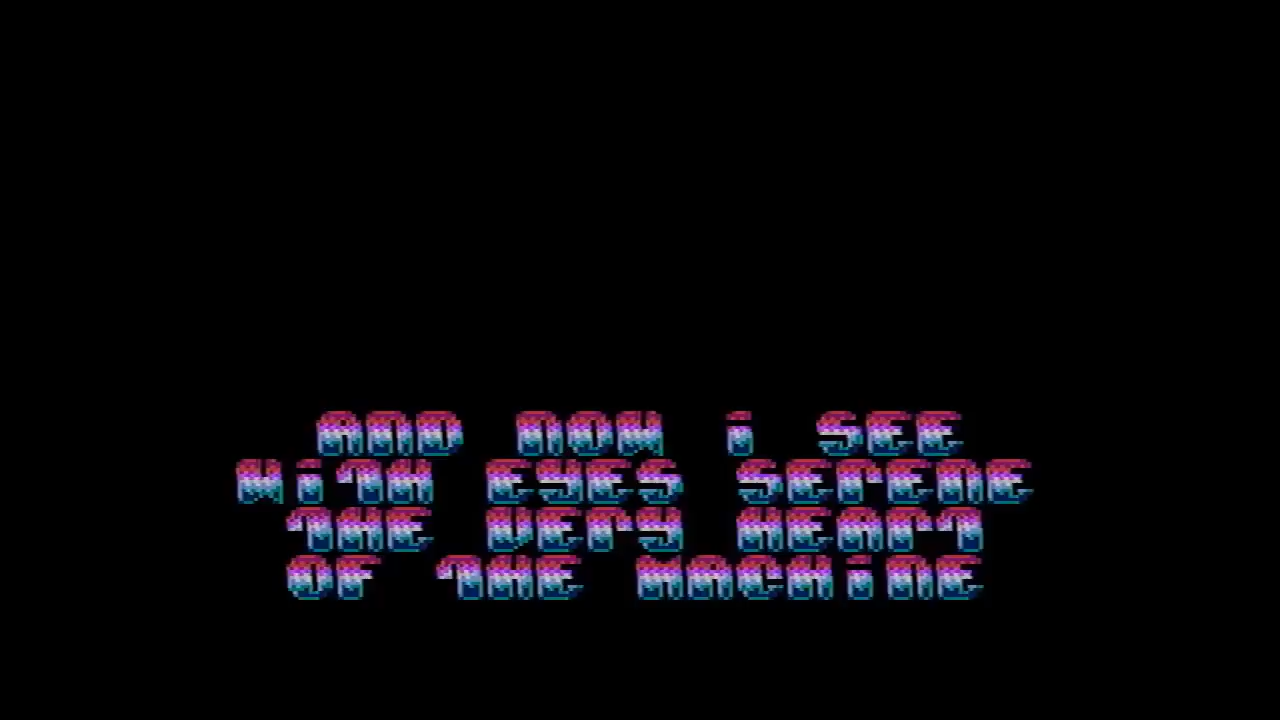 AND NOW i SEE
WiTH EYES SERENE
THE VERY HEART
OF THE MACHiNE